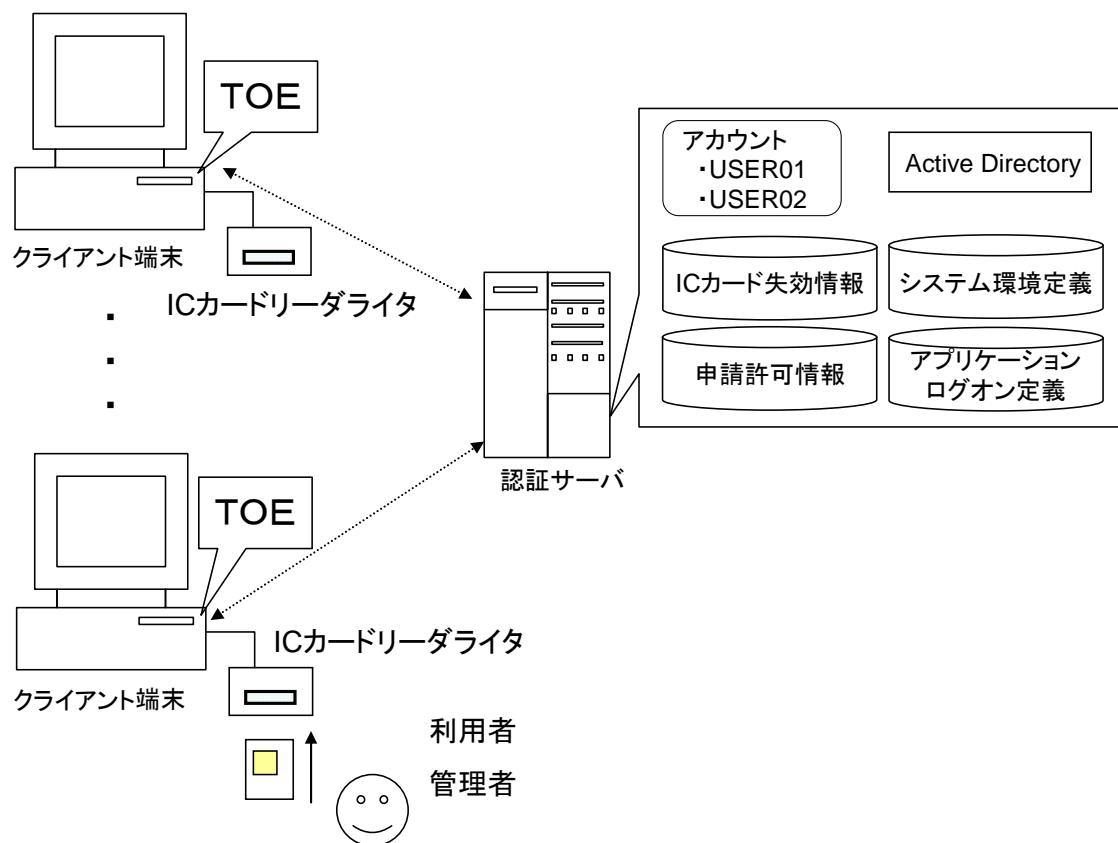 TOE
クライアント端末
ICカードリーダライタ
・
・
・
アカウント
・USER01
・USER02
Active Directory
ICカード失効情報
システム環境定義
申請許可情報
アプリケーション
ログオン定義
認証サーバ
TOE
ICカードリーダライタ
クライアント端末
利用者
管理者